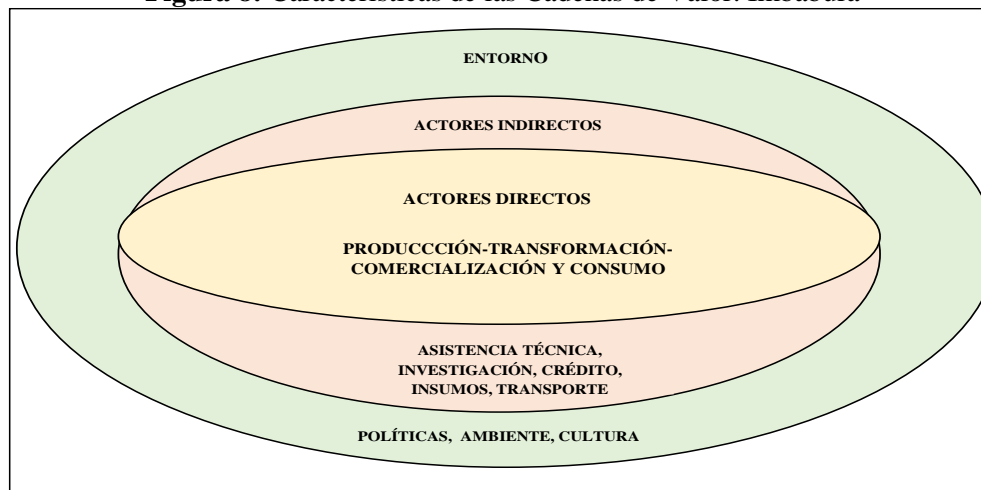 ENTORNO
ACTORES INDIRECTOS
ACTORES DIRECTOS
PRODUCCCIÓN-TRANSFORMACIÓN-
COMERCIALIZACIÓN Y CONSUMO
ASISTENCIA TÉCNICA,
INVESTIGACIÓN, CRÉDITO,
INSUMOS, TRANSPORTE
POLÍTICAS, AMBIENTE, CULTURA